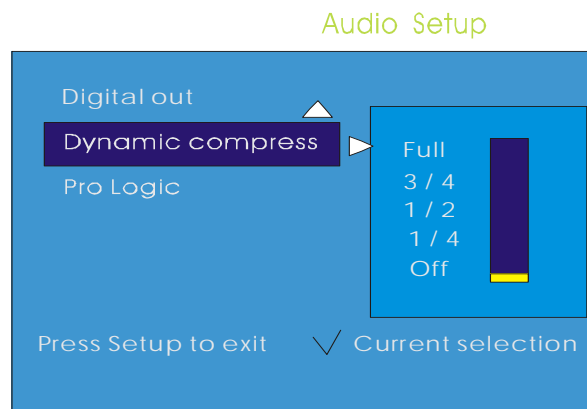 Audio Setup
Digital out
Dynamic compress
Pro Logic
Full
3 / 4
1 / 2
1 / 4
Off
Press Setup to exit
Current selection